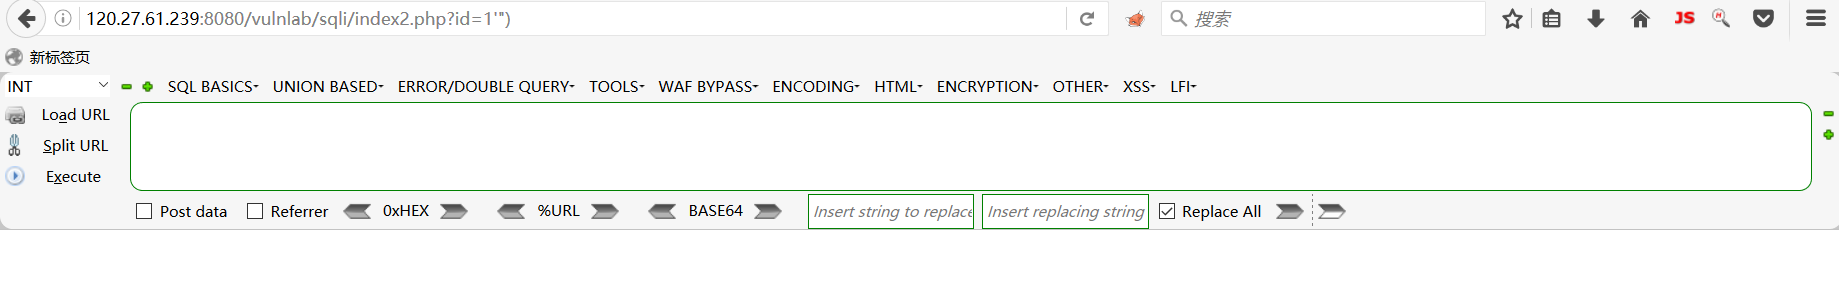 120.27.61.239:8080/vulnlab/sqli/index2.php?id=1'")
搜索
JS
新标签页
INT
SQL BASICS
UNION BASED
ERROR/DOUBLE QUERY
TOOLS
WAF BYPASS
ENCODING
HTML
ENCRYPTION
OTHER
XSS
LFI
Load URL
Split URL
Execute
Post data
Referrer
0xHEX
%URL
BASE64
Insert string to replace
Insert replacing string
Replace All